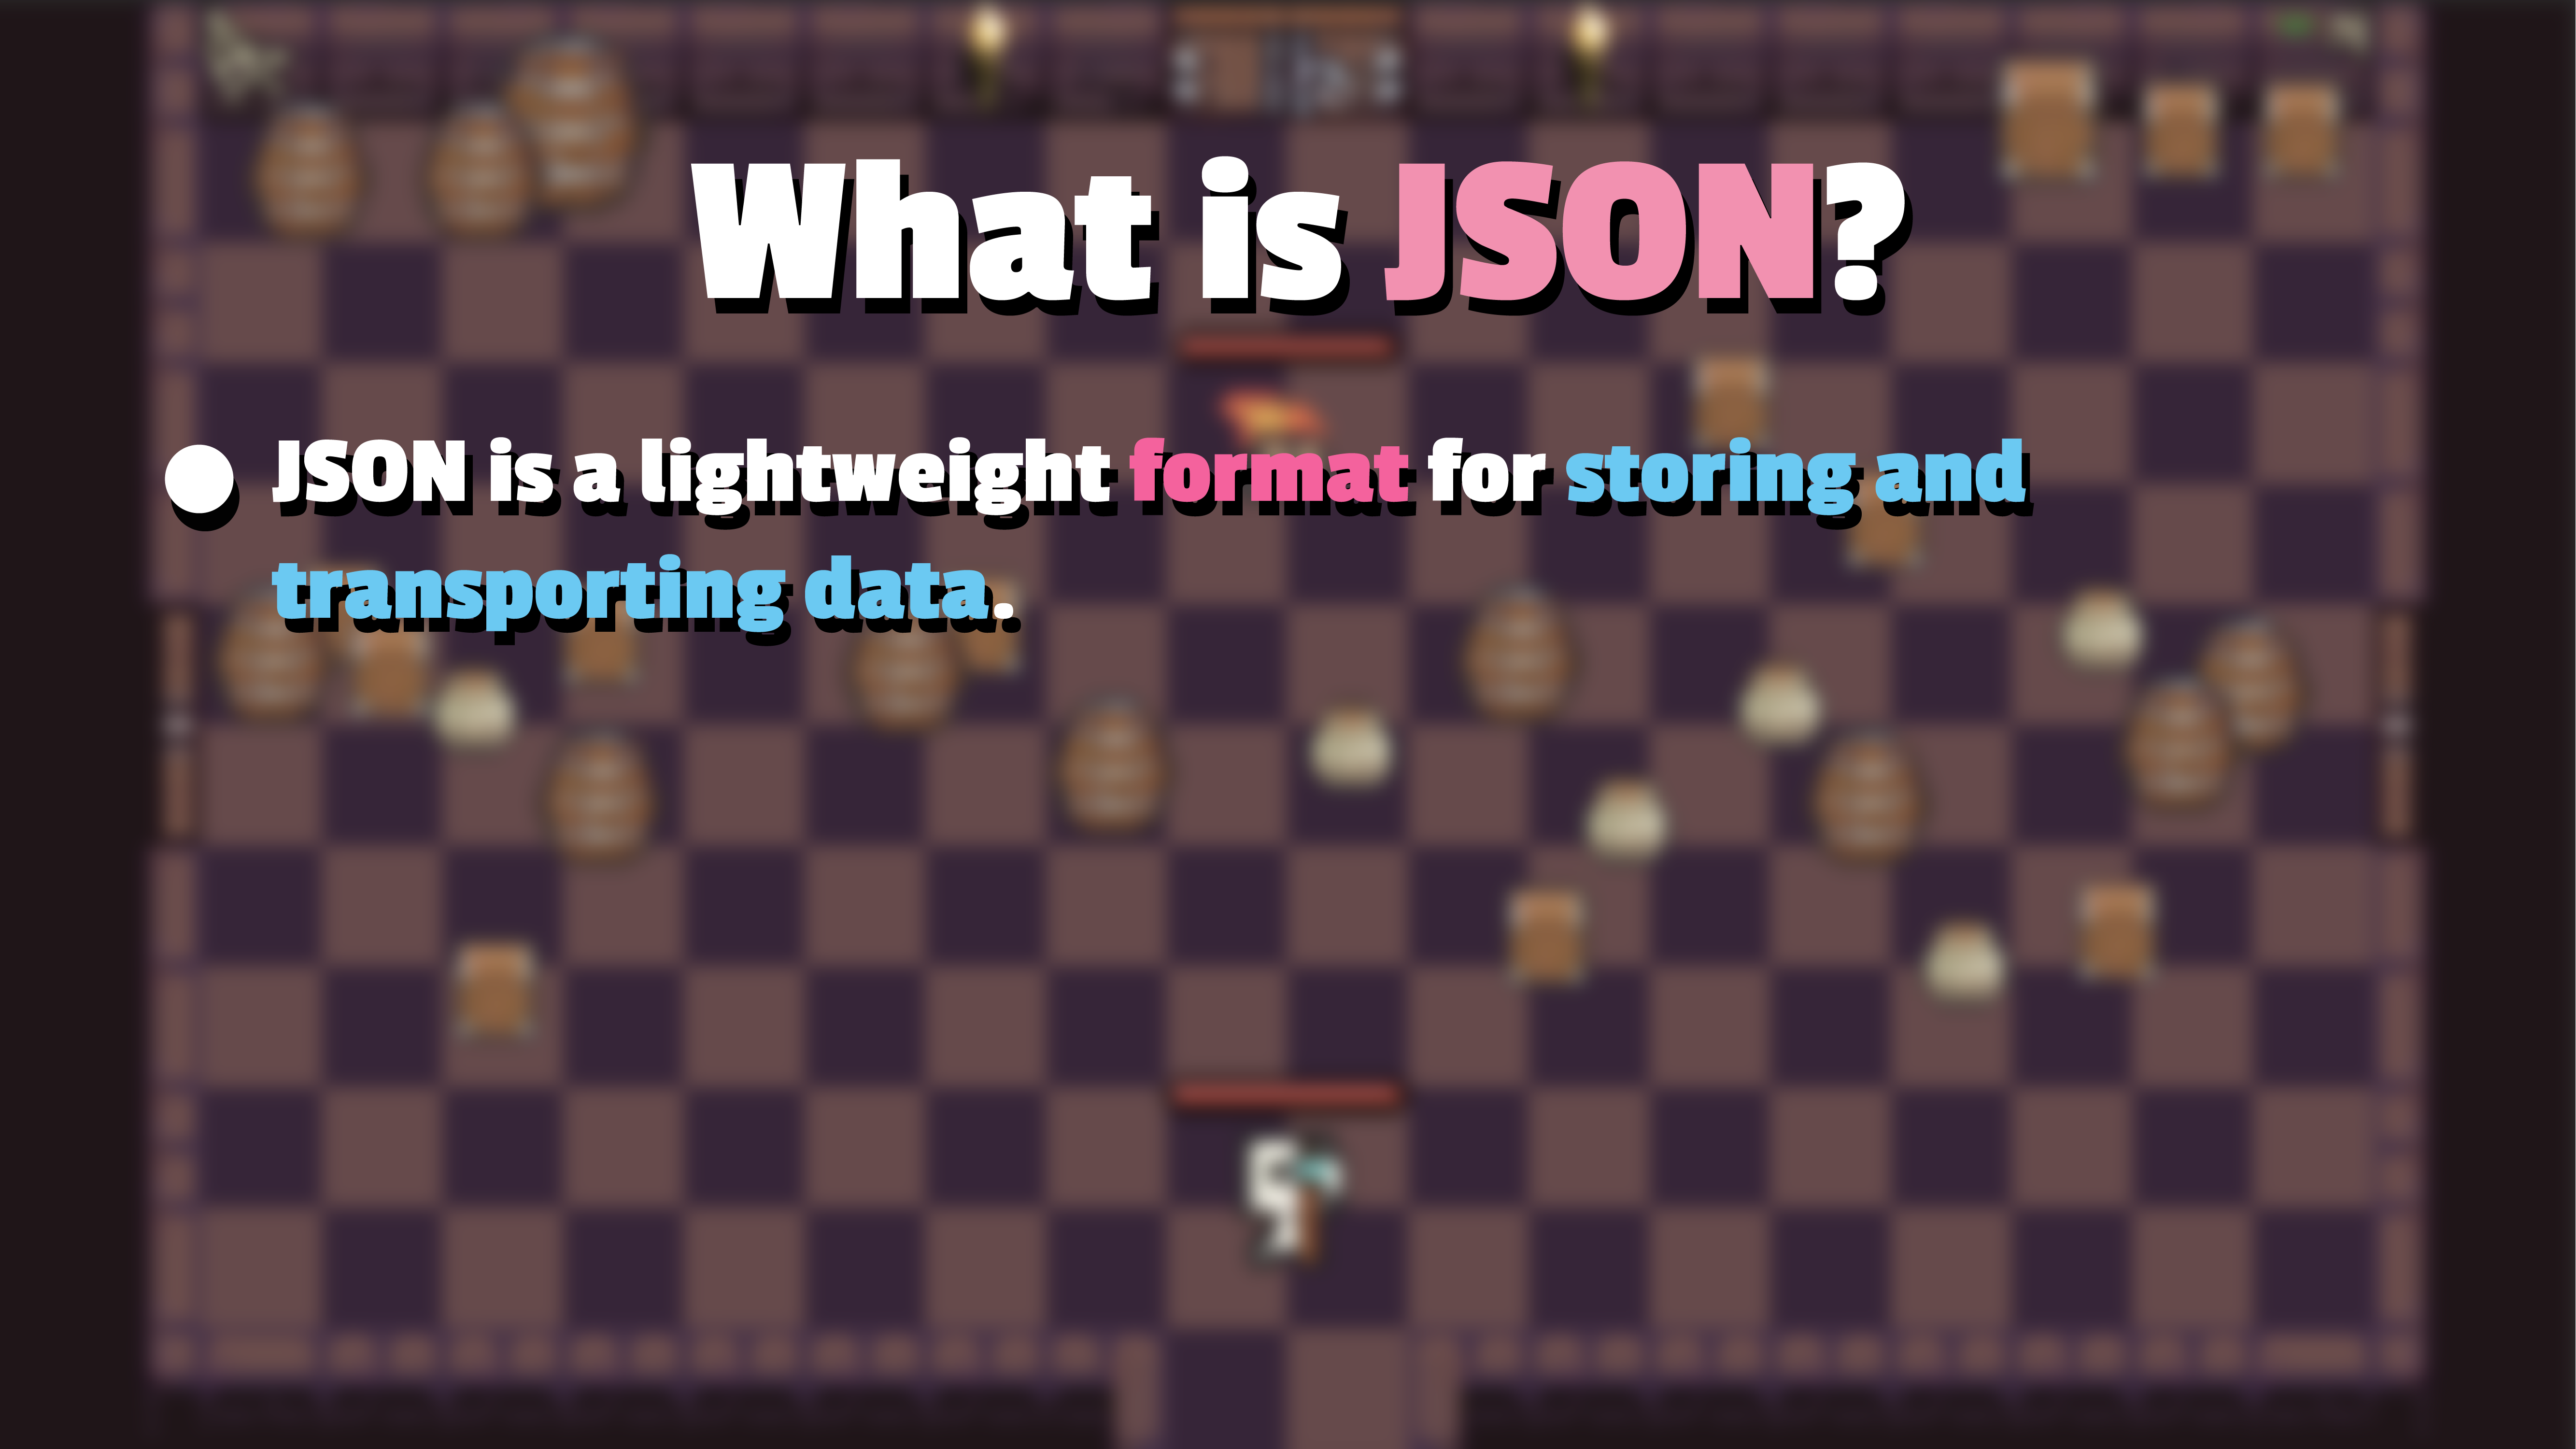 What is JSON?
● JSON is a lightweight format for storing and
transporting data.